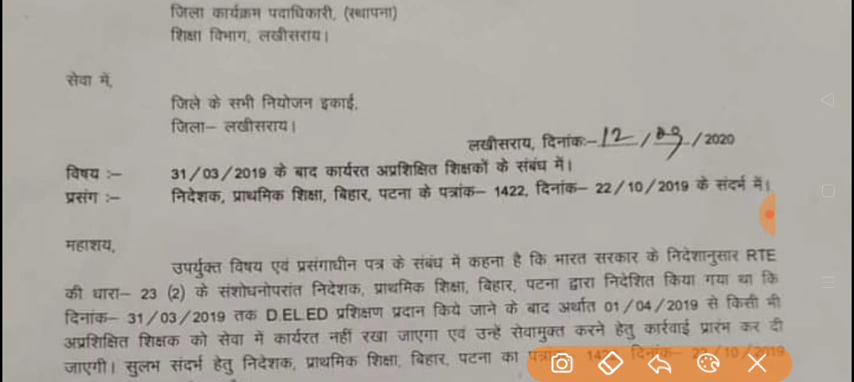 जिला कार्यक्रम पदाधिकारी, (स्थापना)
शिक्षा विभाग, लखीसराय।
सेवा में,
जिले के सभी नियोजन इकाई,
जिला– लखीसराय।
लखीसराय, दिनांकः–12/09/2020
विषय :– 31/03/2019 के बाद कार्यरत अप्रशिक्षित शिक्षकों के संबंध में।
प्रसंग :– निदेशक, प्राथमिक शिक्षा, बिहार, पटना के पत्रांक– 1422, दिनांक– 22/10/2019 के संदर्भ में।
महाशय,
उपर्युक्त विषय एवं प्रसंगाधीन पत्र के संबंध में कहना है कि भारत सरकार के निदेशानुसार RTE
की धारा– 23 (2) के संशोधनोपरांत निदेशक, प्राथमिक शिक्षा, बिहार, पटना द्वारा निदेशित किया गया था कि
दिनांक– 31/03/2019 तक D.EL.ED प्रशिक्षण प्रदान किये जाने के बाद अर्थात 01/04/2019 से किसी भी
अप्रशिक्षित शिक्षक को सेवा में कार्यरत नहीं रखा जाएगा एवं उन्हें सेवामुक्त करने हेतु कार्रवाई प्रारंभ कर दी
जाएगी। सुलभ संदर्भ हेतु निदेशक, प्राथमिक शिक्षा, बिहार, पटना का